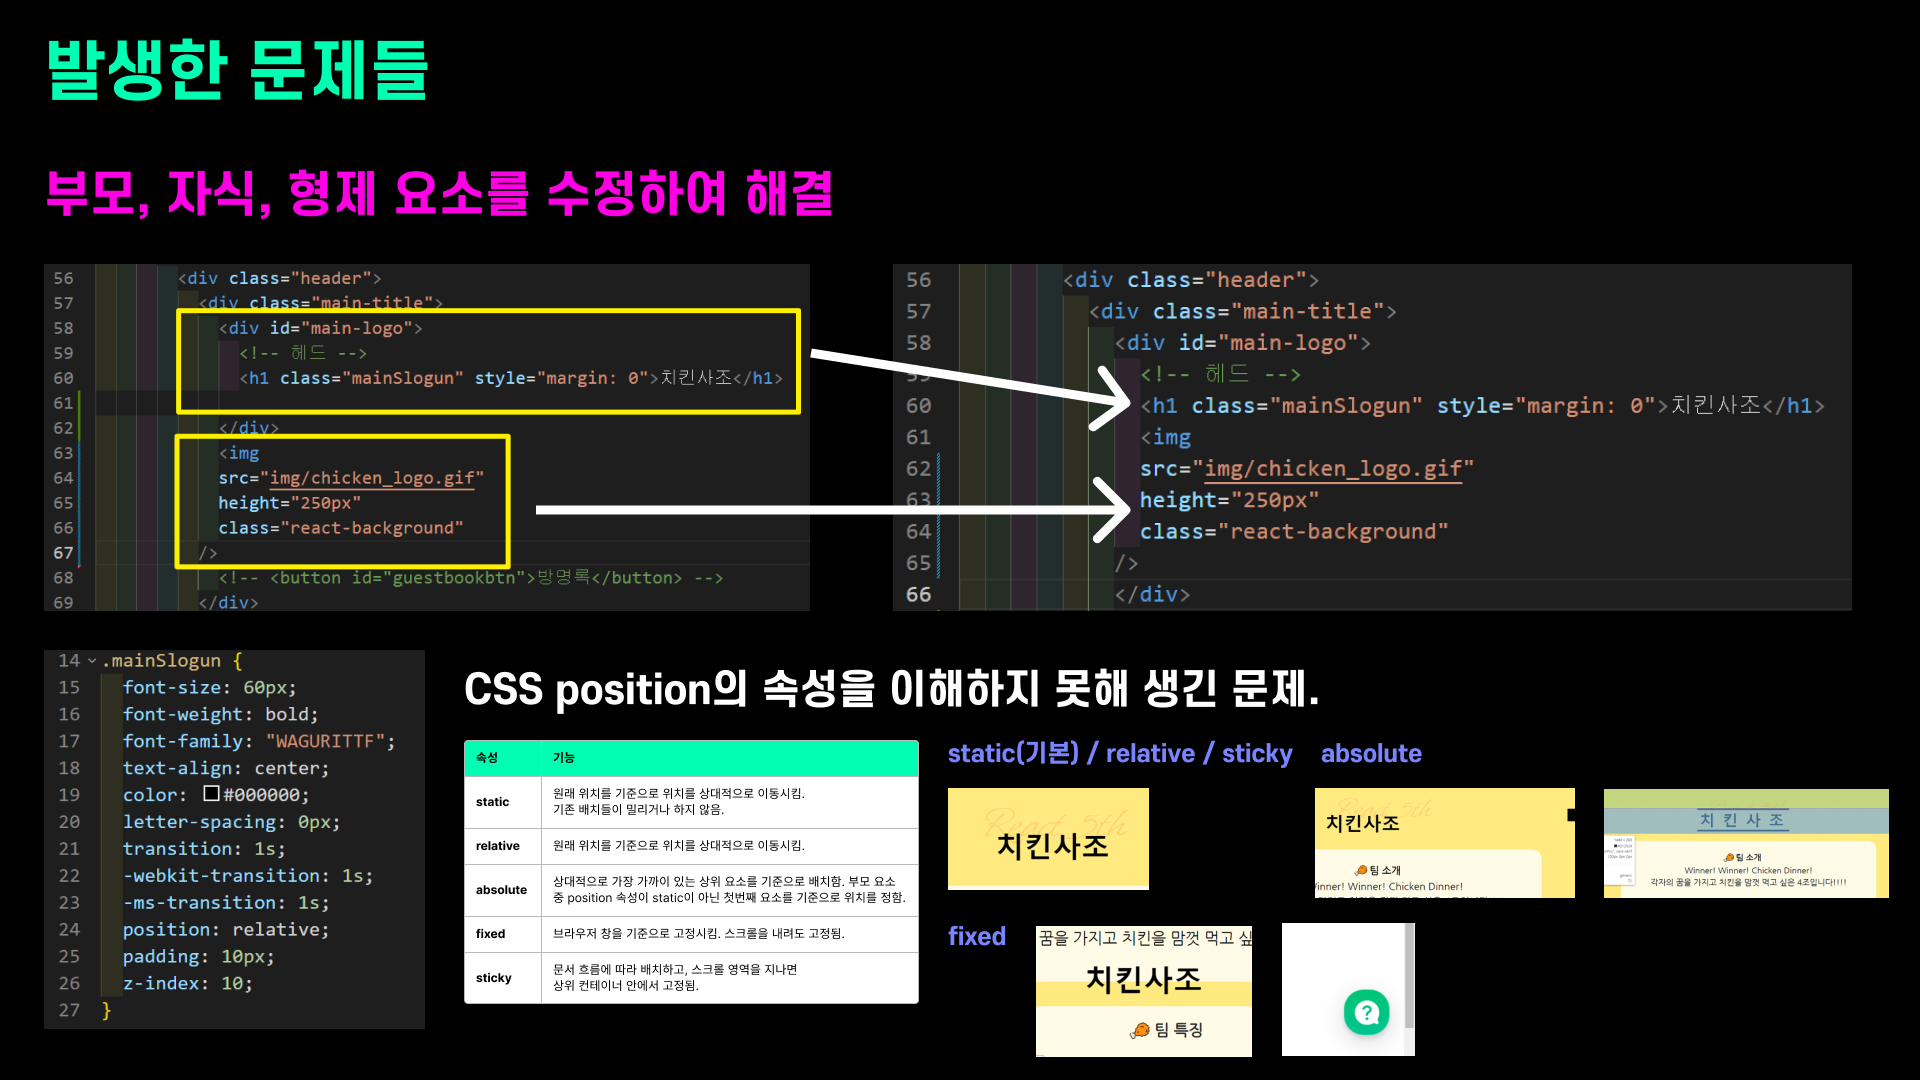 발생한 문제들
부모, 자식, 형제 요소를 수정하여 해결
56 <div class="header">
57 <div class="main-title">
58 <div id="main-logo">
59 <!-- 헤드 -->
60 <h1 class="mainSlogun" style="margin: 0">치킨사조</h1>
61
62 </div>
63 <img
64 src="img/chicken_logo.gif"
65 height="250px"
66 class="react-background"
67 />
68 <!-- <button id="guestbookbtn">방명록</button> -->
69 </div>
56 <div class="header">
57 <div class="main-title">
58 <div id="main-logo">
59 <!-- 헤드 -->
60 <h1 class="mainSlogun" style="margin: 0">치킨사조</h1>
61 <img
62 src="img/chicken_logo.gif"
63 height="250px"
64 class="react-background"
65 />
66 </div>
14 .mainSlogun {
15 font-size: 60px;
16 font-weight: bold;
17 font-family: "WAGURITTF";
18 text-align: center;
19 color: #000000;
20 letter-spacing: 0px;
21 transition: 1s;
22 -webkit-transition: 1s;
23 -ms-transition: 1s;
24 position: relative;
25 padding: 10px;
26 z-index: 10;
27 }
CSS position의 속성을 이해하지 못해 생긴 문제.
속성 기능
static 원래 위치를 기준으로 위치를 상대적으로 이동시킴.
기존 배치들이 밀리거나 하지 않음.
relative 원래 위치를 기준으로 위치를 상대적으로 이동시킴.
absolute 상대적으로 가장 가까이 있는 상위 요소를 기준으로 배치함. 부모 요소
중 position 속성이 static이 아닌 첫번째 요소를 기준으로 위치를 정함.
fixed 브라우저 창을 기준으로 고정시킴. 스크롤을 내려도 고정됨.
sticky 문서 흐름에 따라 배치하고, 스크롤 영역을 지나면
상위 컨테이너 안에서 고정됨.
static(기본) / relative / sticky
React 5th
치킨사조
absolute
React 5th
치킨사조
팀 소개
inner! Winner! Chicken Dinner!
치 킨 사 조
팀 소개
Winner! Winner! Chicken Dinner!
각자의 꿈을 가지고 치킨을 맘껏 먹고 싶은 4조입니다!!!!
fixed
꿈을 가지고 치킨을 맘껏 먹고 싶
치킨사조
팀 특징
?